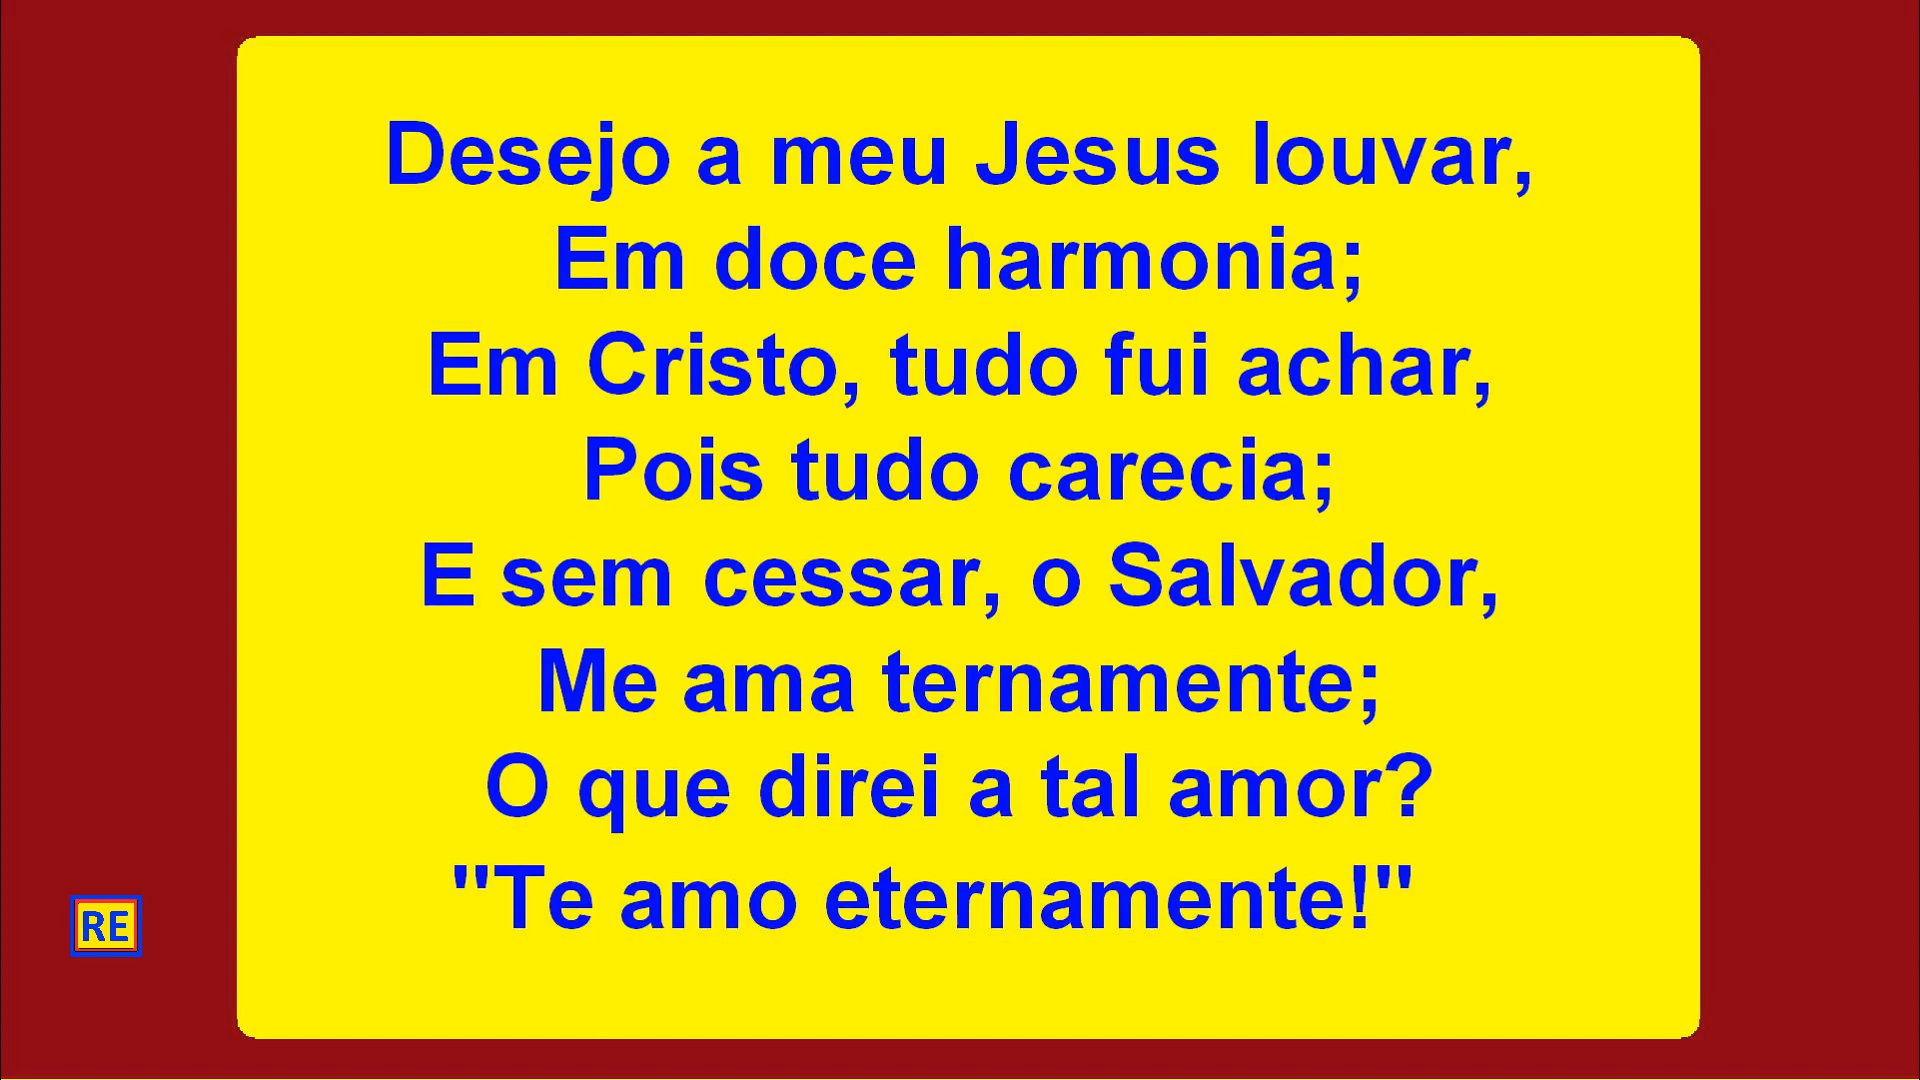 Desejo a meu Jesus louvar,
Em doce harmonia;
Em Cristo, tudo fui achar,
Pois tudo carecia;
E sem cessar, o Salvador,
Me ama ternamente;
O que direi a tal amor?
"Te amo eternamente!"
RE